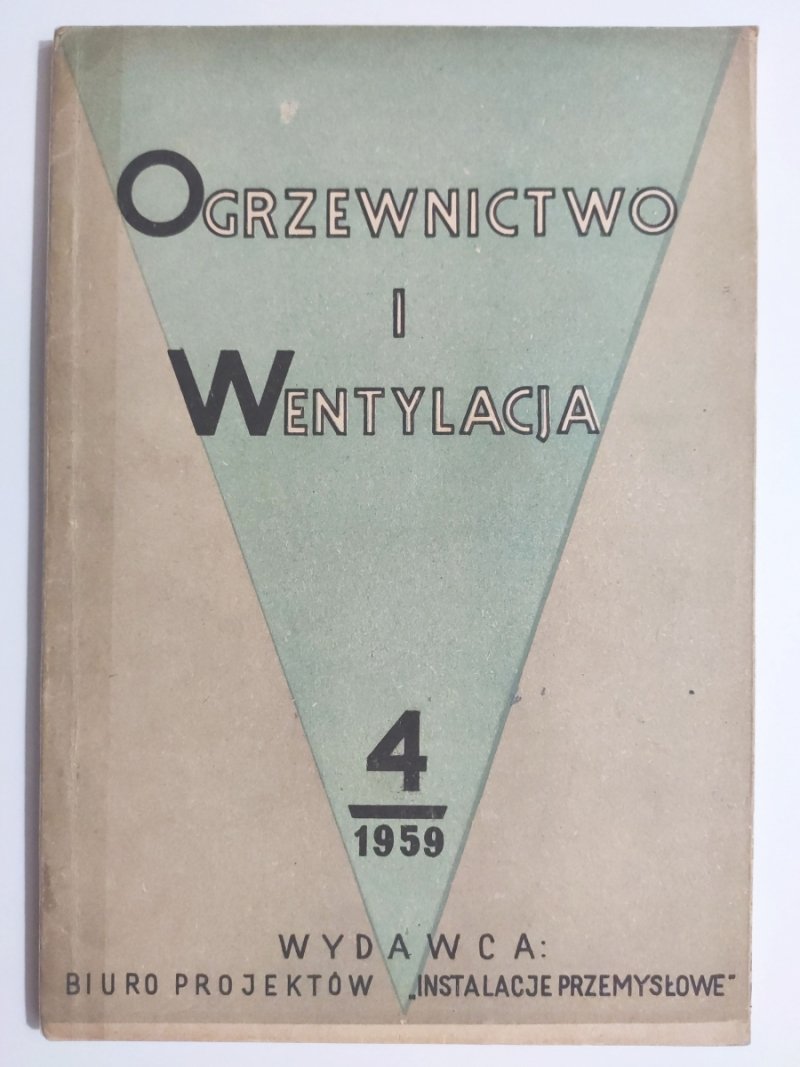 OGRZEWNICTWO
I
WENTYLACJA
4
1959
WYDAWCA:
BIURO PROJEKTÓW „INSTALACJE PRZEMYSŁOWE"